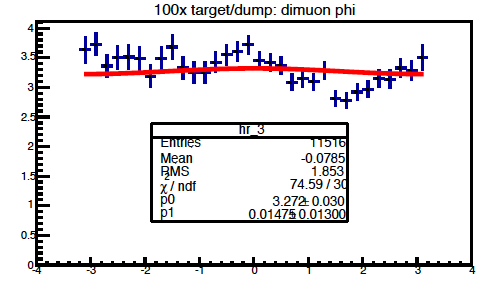 100x target/dump: dimuon phi
4
3.5
3
2.5
2
1.5
1
0.5
0
-4 -3 -2 -1 0 1 2 3 4
hr_3
Entries 11516
Mean -0.0785
RMS 1.853
χ2 / ndf 74.59 / 30
p0 3.272± 0.030
p1 0.01475± 0.01300